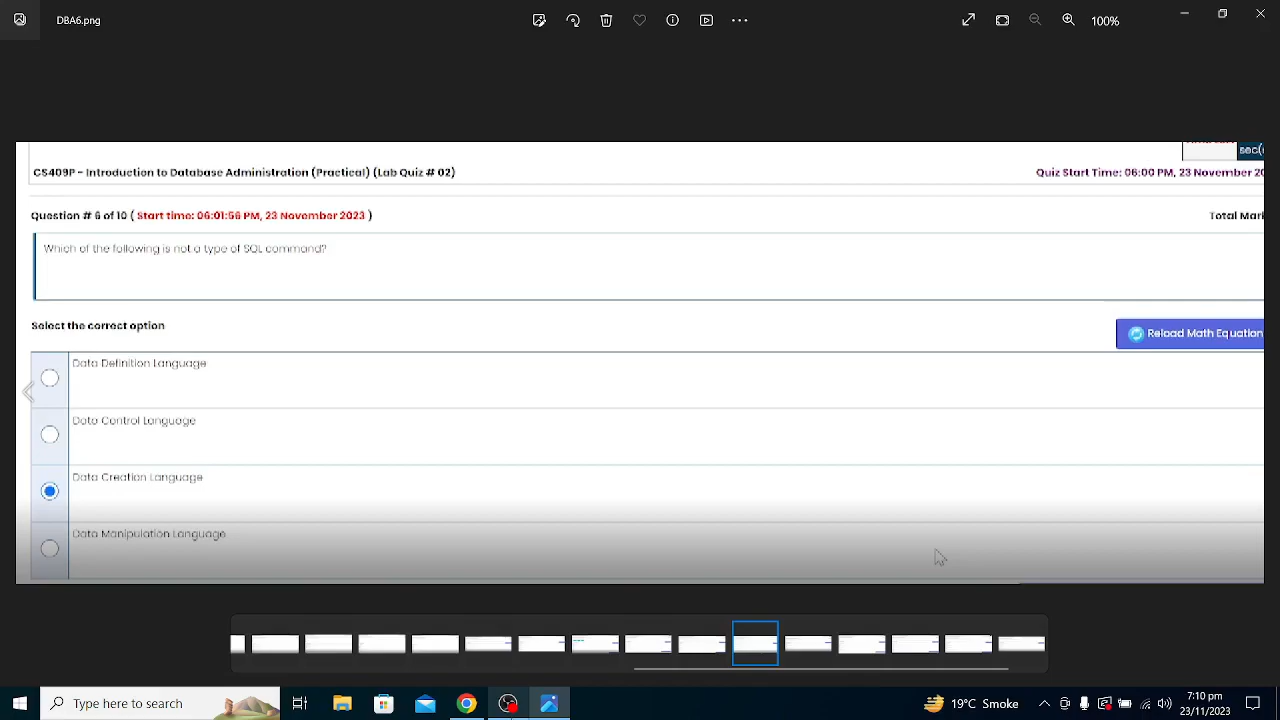 DBA6.png
100%
sec(
CS409P - Introduction to Database Administration (Practical) (Lab Quiz # 02)
Quiz Start Time: 06:00 PM, 23 November 20
Question # 6 of 10 ( Start time: 06:01:56 PM, 23 November 2023 )
Total Mark
Which of the following is not a type of SQL command?
Select the correct option
Reload Math Equation
Data Definition Language
Data Control Language
Data Creation Language
Data Manipulation Language
Type here to search
19°C Smoke
7:10 pm
23/11/2023